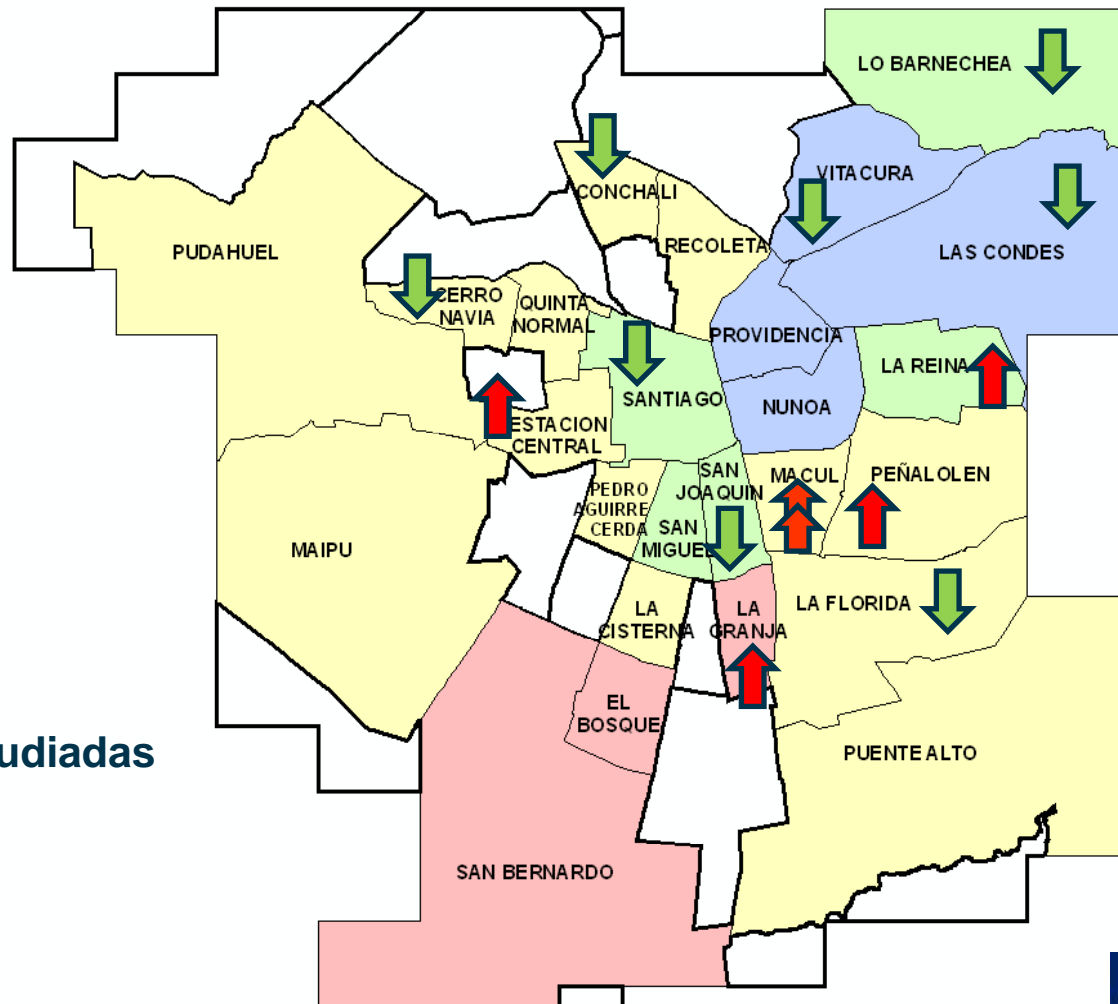 LO BARNECHEA
VITACURA
CONCHALI
RECOLETA
LAS CONDES
PUDAHUEL
CERRO
NAVIA
QUINTA
NORMAL
PROVIDENCIA
LA REINA
SANTIAGO
NUNOA
ESTACION
CENTRAL
SAN
JOAQUIN
MACUL
PEÑALOLEN
PEDRO
AGUIRRE
CERDA
SAN
MIGUEL
MAIPU
LA
CISTERNA
LA
GRANJA
LA FLORIDA
EL
BOSQUE
udiadas
PUENTE ALTO
SAN BERNARDO